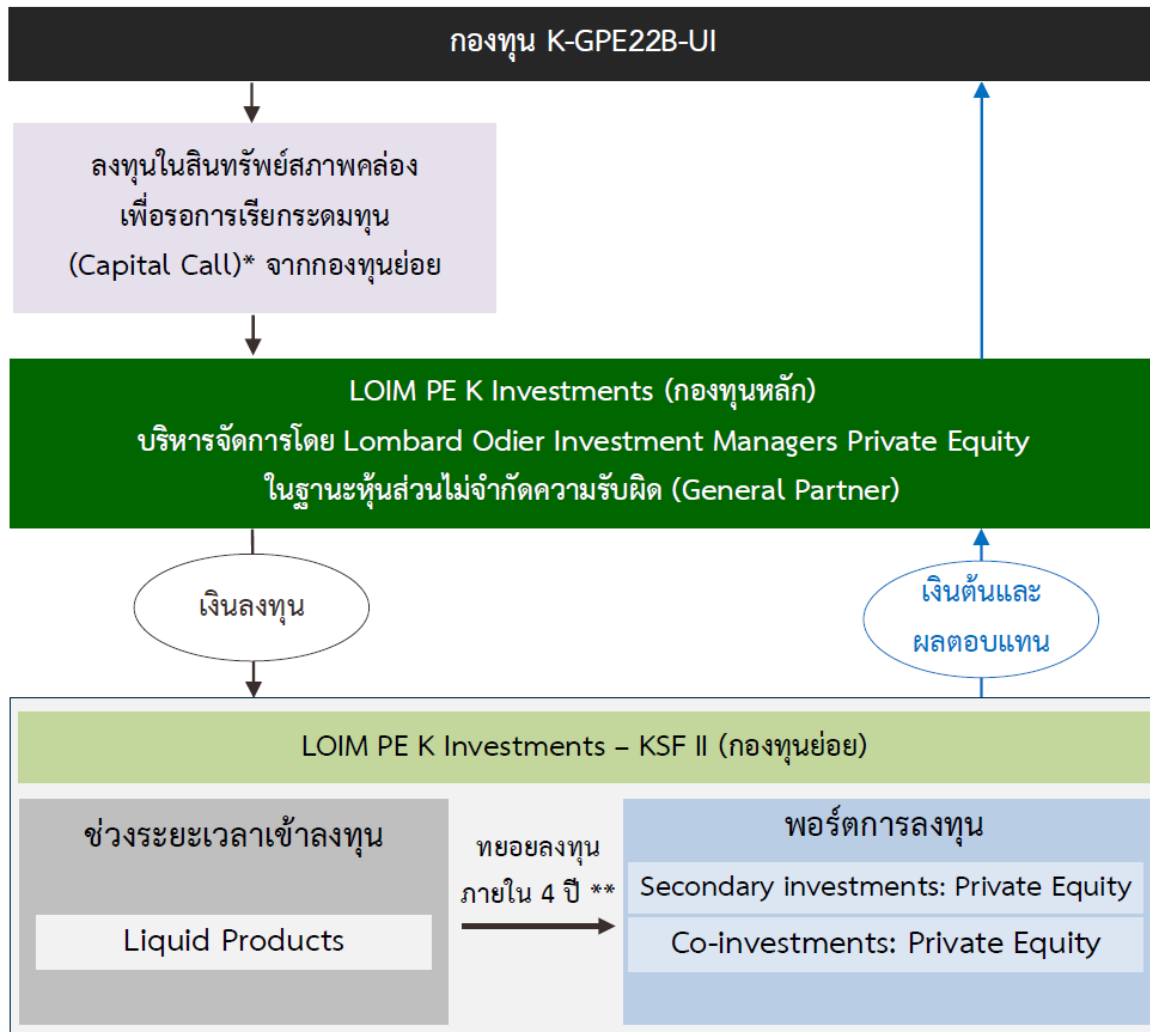 กองทุน K-GPE22B-UI
ลงทุนในสินทรัพย์สภาพคล่อง
เพื่อรอการเรียกระดมทุน
(Capital Call)* จากกองทุนย่อย
LOIM PE K Investments (กองทุนหลัก)
บริหารจัดการโดย Lombard Odier Investment Managers Private Equity
ในฐานะหุ้นส่วนไม่จำกัดความรับผิด (General Partner)
เงินลงทุน
เงินต้นและ
ผลตอบแทน
LOIM PE K Investments – KSF II (กองทุนย่อย)
ช่วงระยะเวลาเข้าลงทุน
Liquid Products
ทยอยลงทุน
ภายใน 4 ปี **
พอร์ตการลงทุน
Secondary investments: Private Equity
Co-investments: Private Equity